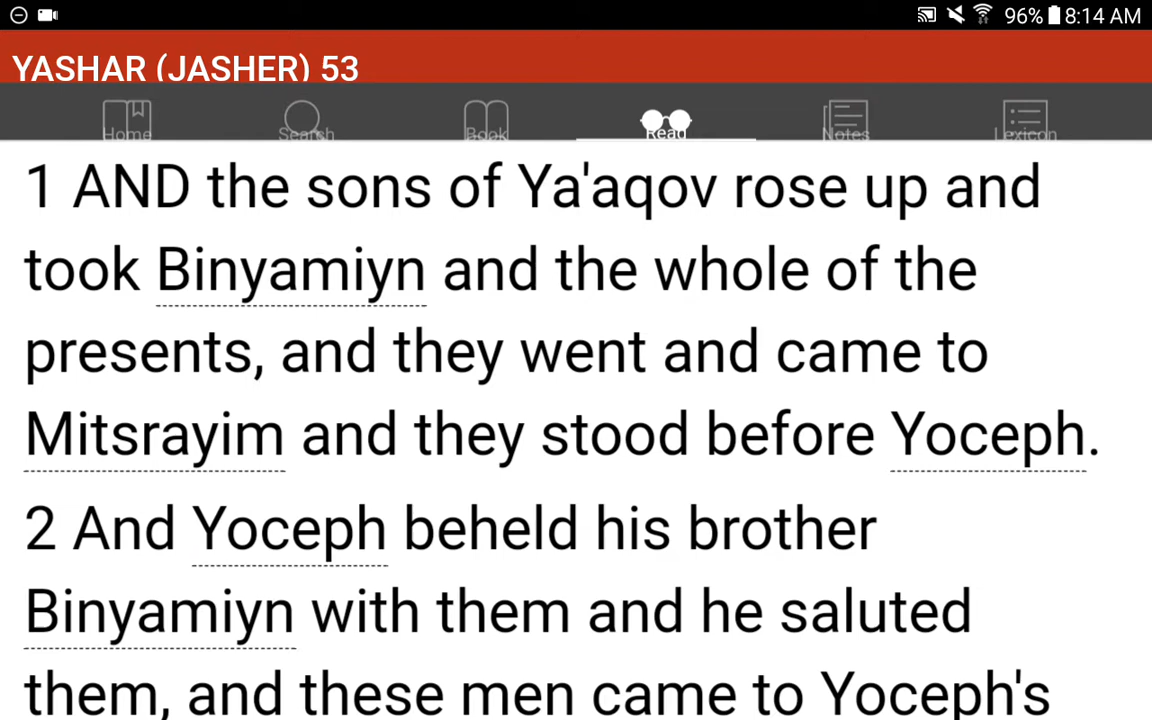 96% 8:14 AM
YASHAR (JASHER) 53
Home Search Book Read Notes Lexicon
1 AND the sons of Ya'aqov rose up and
took Binyamiyn and the whole of the
presents, and they went and came to
Mitsrayim and they stood before Yoceph.
2 And Yoceph beheld his brother
Binyamiyn with them and he saluted
them, and these men came to Yoceph's